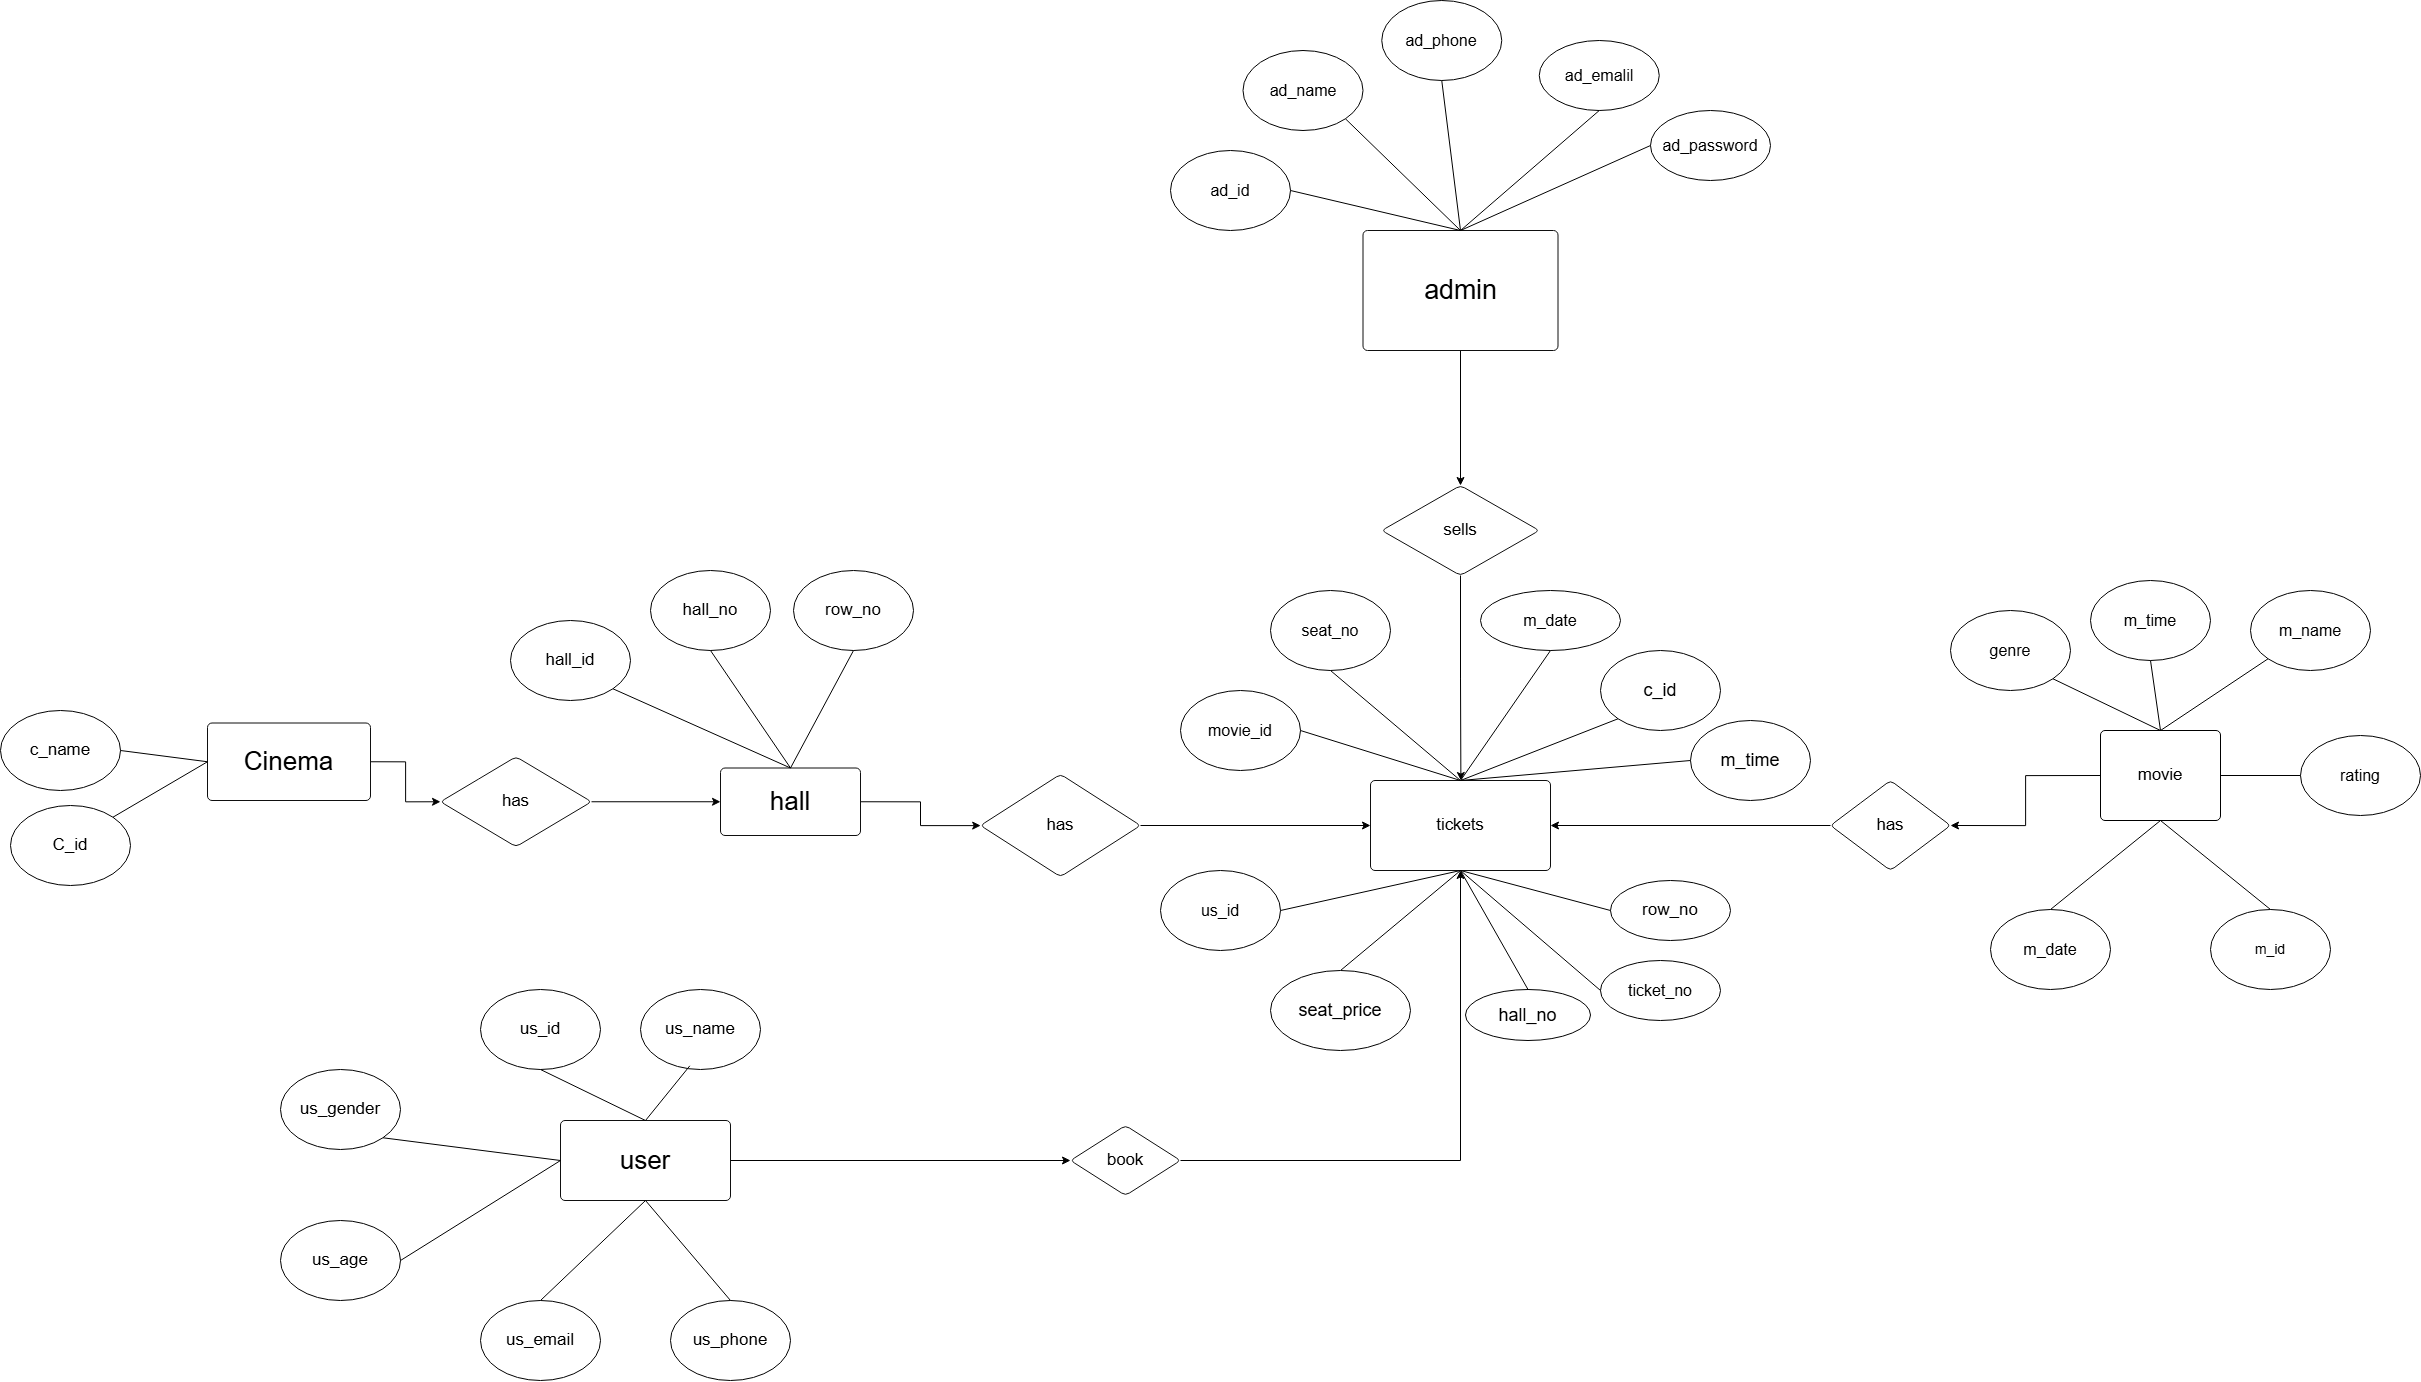 ad_phone
ad_emalil
ad_name
ad_password
ad_id
admin
sells
hall_no
row_no
hall_id
seat_no
m_date
m_time
m_name
genre
c_id
movie_id
m_time
c_name
Cinema
rating
movie
has
hall
has
tickets
has
C_id
us_id
row_no
m_date
m_id
ticket_no
seat_price
hall_no
us_id
us_name
us_gender
user
book
us_age
us_email
us_phone